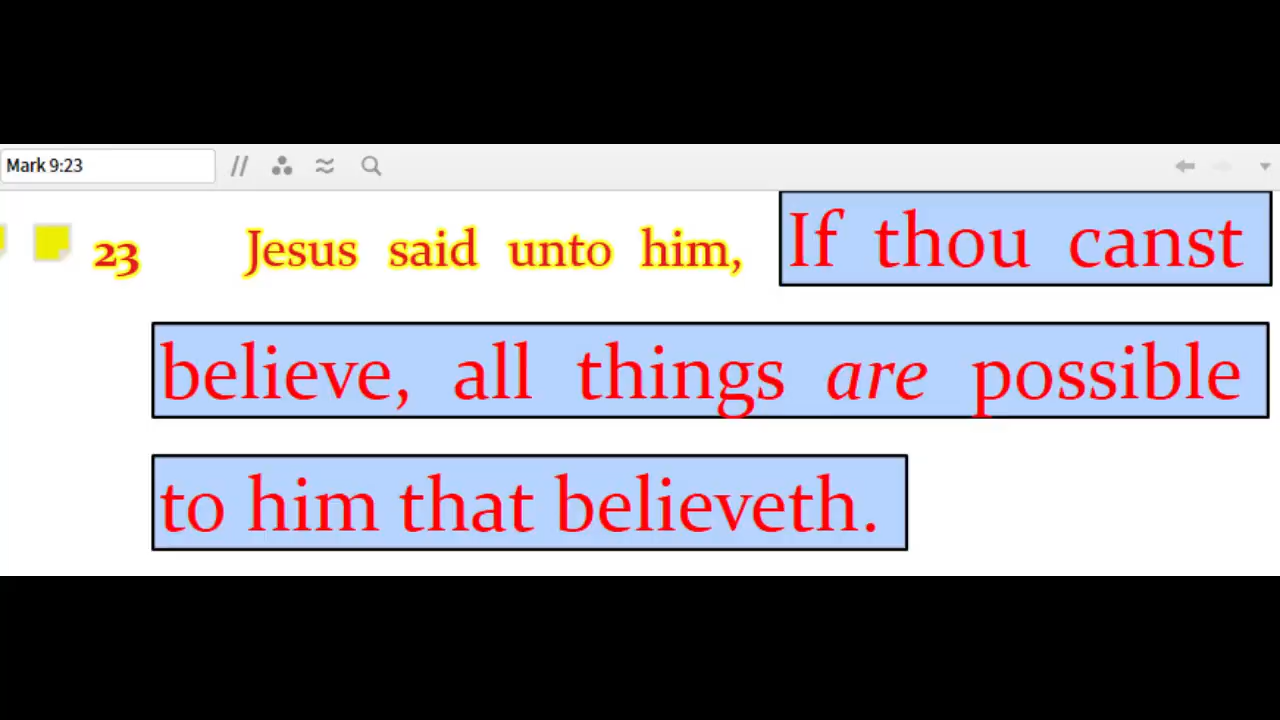 Mark 9:23
23 Jesus said unto him, If thou canst
believe, all things are possible
to him that believeth.